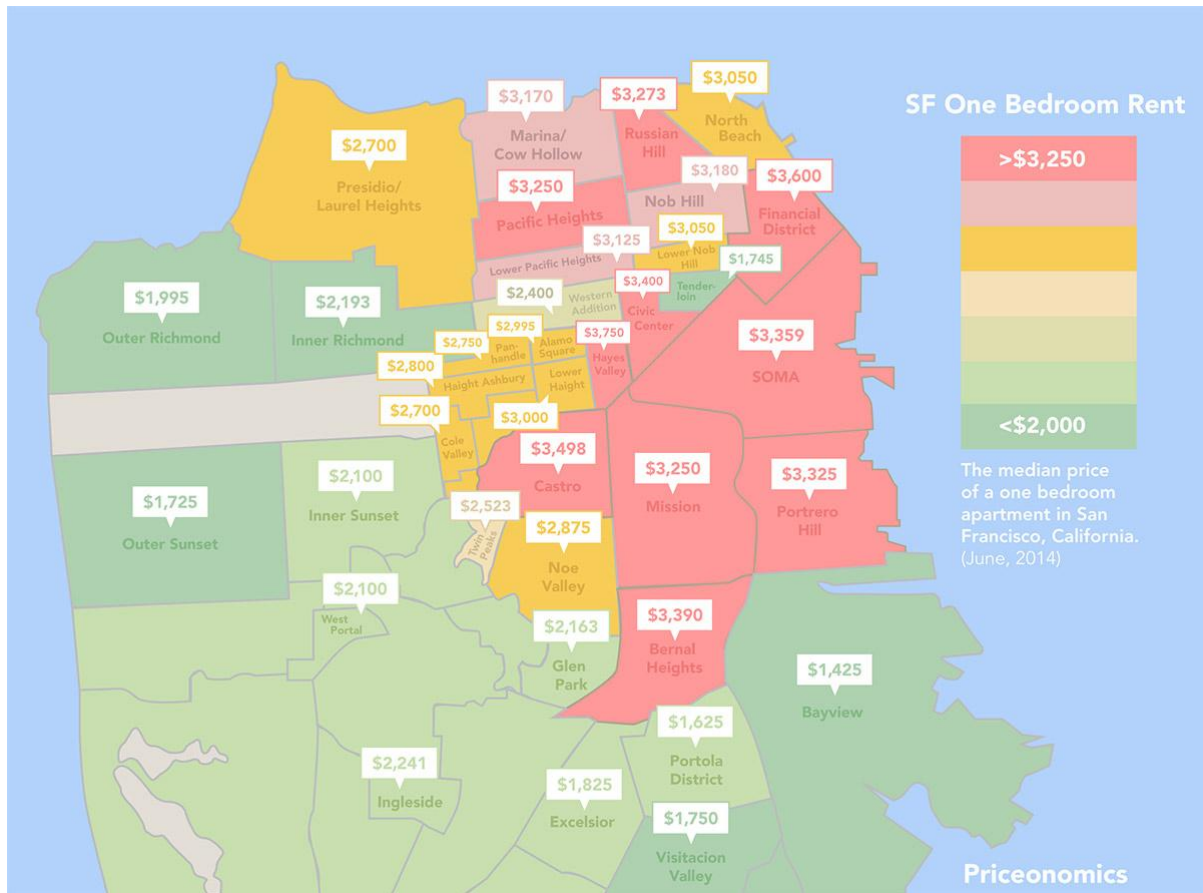 SF One Bedroom Rent
>$3,250
<$2,000
The median price
of a one bedroom
apartment in San
Francisco, California.
(June, 2014)
$3,170
Marina/
Cow Hollow
$3,273
Russian
Hill
$3,050
North
Beach
$2,700
Presidio/
Laurel Heights
$3,250
Pacific Heights
$3,180
Nob Hill
$3,600
Financial
District
$3,125
Lower Pacific Heights
$3,050
Lower Nob
Hill
$1,745
Tender-
loin
$1,995
Outer Richmond
$2,193
Inner Richmond
$2,400
Western
Addition
$3,400
Civic
Center
$2,750
Pan-
handle
$2,995
Alamo
Square
$3,750
Hayes
Valley
$3,359
SOMA
$2,800
Haight Ashbury
$3,000
Lower
Haight
$2,700
Cole
Valley
$3,498
Castro
$3,250
Mission
$3,325
Portrero
Hill
$1,725
Outer Sunset
$2,100
Inner Sunset
$2,523
Twin
Peaks
$2,875
Noe
Valley
$2,100
West
Portal
$2,163
Glen
Park
$3,390
Bernal
Heights
$1,425
Bayview
$1,625
Portola
District
$2,241
Ingleside
$1,825
Excelsior
$1,750
Visitacion
Valley
Priceonomics